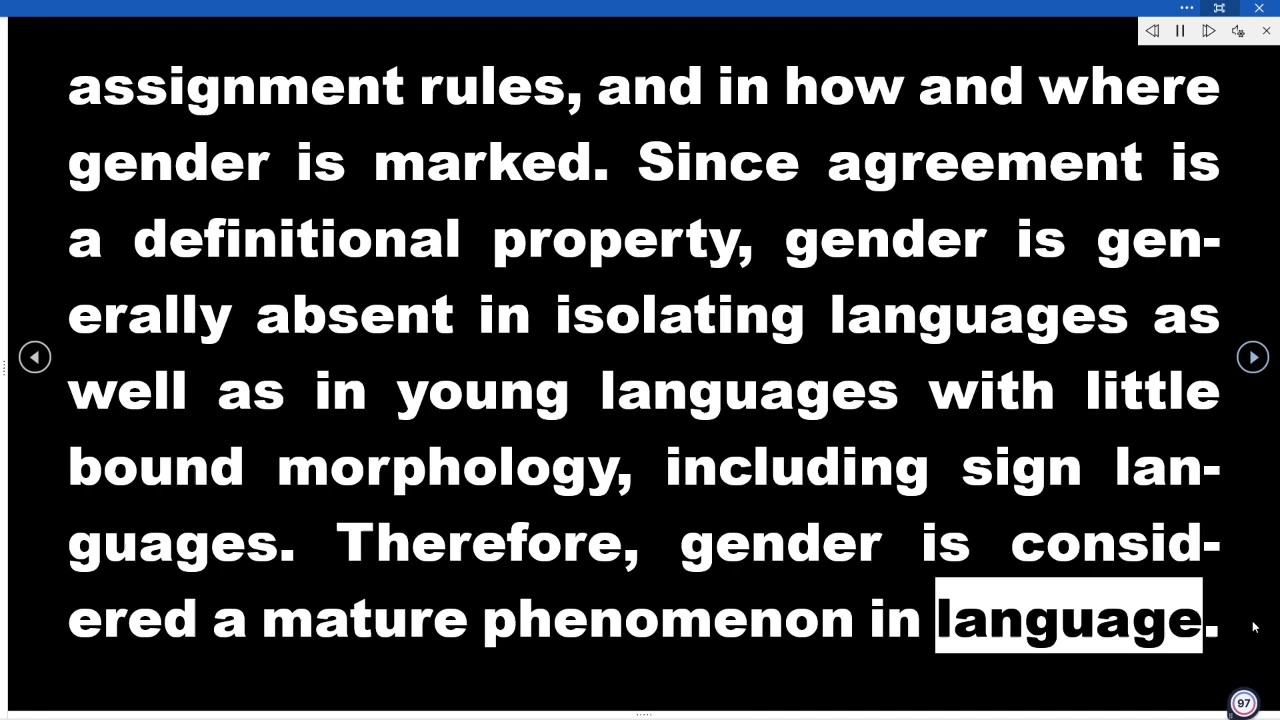 assignment rules, and in how and where
gender is marked. Since agreement is
a definitional property, gender is gen-
erally absent in isolating languages as
well as in young languages with little
bound morphology, including sign lan-
guages. Therefore, gender is consid-
ered a mature phenomenon in language.
97